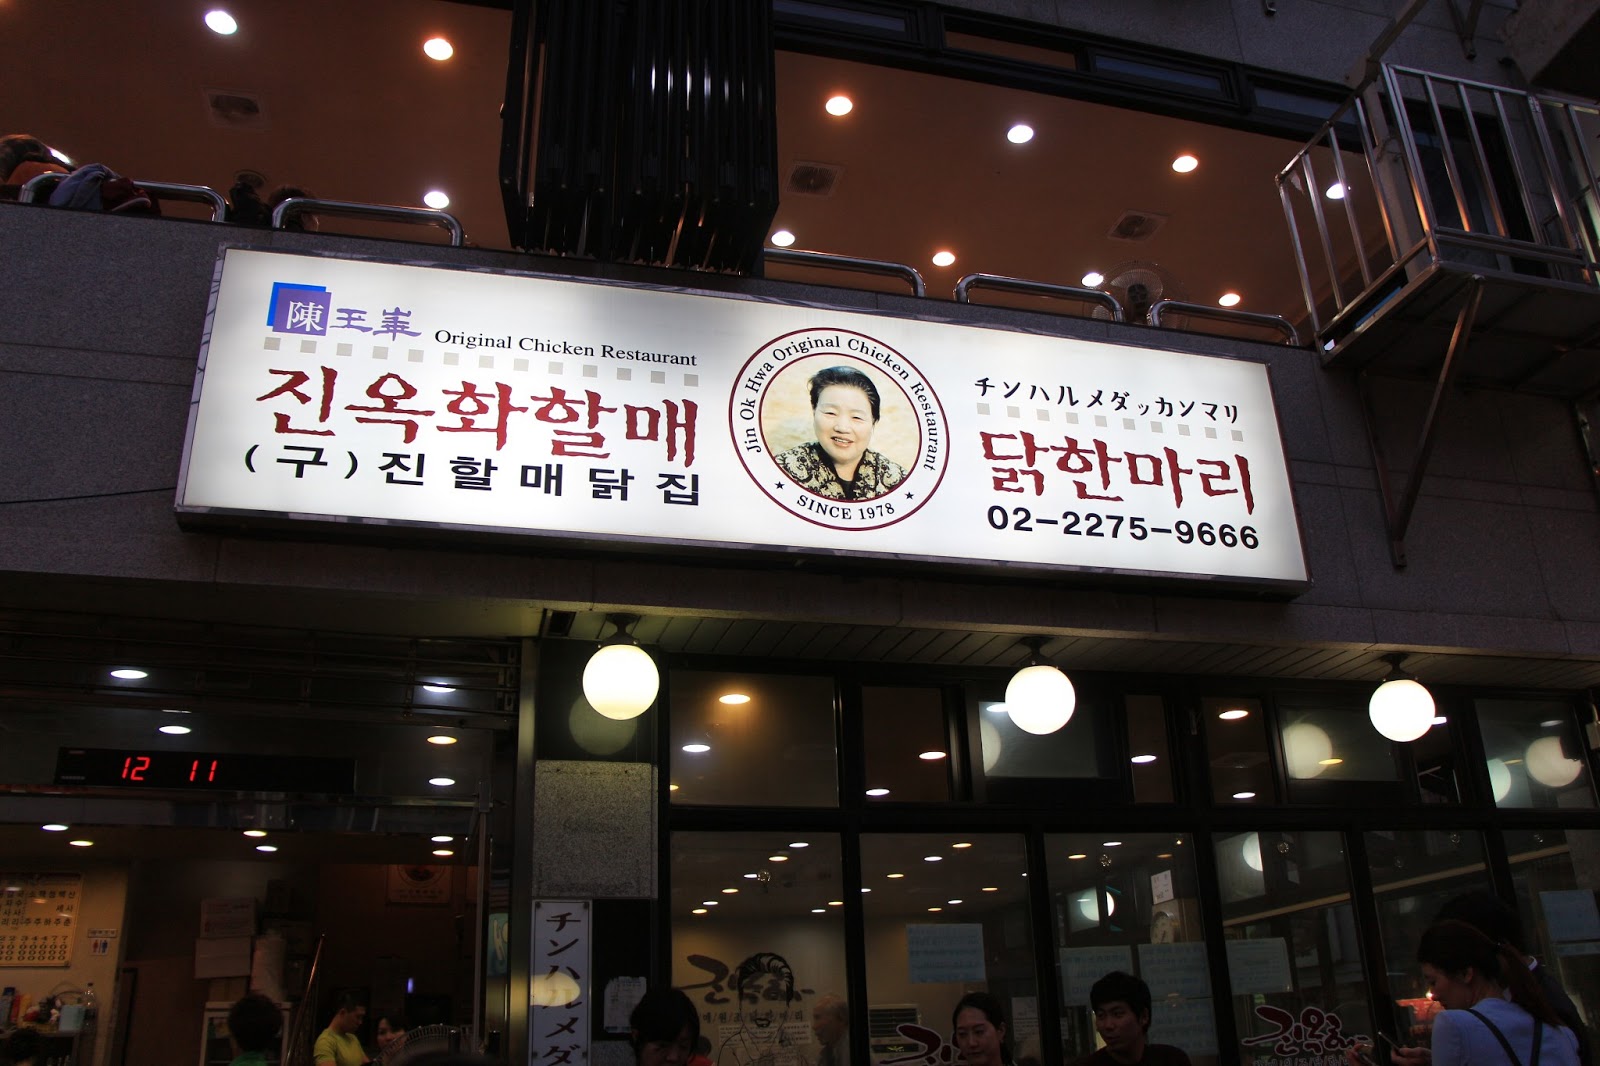 陳玉華
Original Chicken Restaurant
진옥화할매
(구)진할매닭집
Jin Ok Hwa Original Chicken Restaurant
★ SINCE 1978 ★
チンハルメダッカンマリ
닭한마리
02-2275-9666
12 11
チンハルメダ